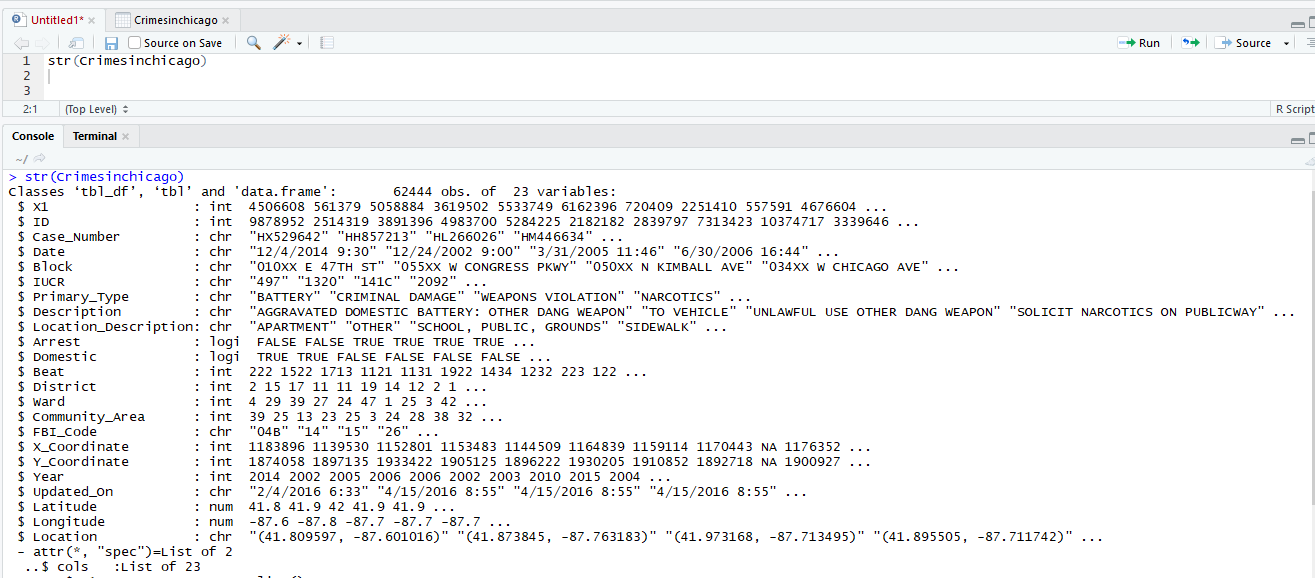 Untitled1* × Crimesinchicago ×
Source on Save Run Source
1 str(Crimesinchicago)
2
3
2:1 (Top Level) R Script
Console Terminal ×
~/
> str(Crimesinchicago)
Classes ‘tbl_df’, ‘tbl’ and 'data.frame': 62444 obs. of 23 variables:
$ X1 : int 4506608 561379 5058884 3619502 5533749 6162396 720409 2251410 557591 4676604 ...
$ ID : int 9878952 2514319 3891396 4983700 5284225 2182182 2839797 7313423 10374717 3339646 ...
$ Case_Number : chr "HX529642" "HH857213" "HL266026" "HM446634" ...
$ Date : chr "12/4/2014 9:30" "12/24/2002 9:00" "3/31/2005 11:46" "6/30/2006 16:44" ...
$ Block : chr "010XX E 47TH ST" "055XX W CONGRESS PKWY" "050XX N KIMBALL AVE" "034XX W CHICAGO AVE" ...
$ IUCR : chr "497" "1320" "141C" "2092" ...
$ Primary_Type : chr "BATTERY" "CRIMINAL DAMAGE" "WEAPONS VIOLATION" "NARCOTICS" ...
$ Description : chr "AGGRAVATED DOMESTIC BATTERY: OTHER DANG WEAPON" "TO VEHICLE" "UNLAWFUL USE OTHER DANG WEAPON" "SOLICIT NARCOTICS ON PUBLICWAY" ...
$ Location_Description: chr "APARTMENT" "OTHER" "SCHOOL, PUBLIC, GROUNDS" "SIDEWALK" ...
$ Arrest : logi FALSE FALSE TRUE TRUE TRUE TRUE ...
$ Domestic : logi TRUE TRUE FALSE FALSE FALSE FALSE ...
$ Beat : int 222 1522 1713 1121 1131 1922 1434 1232 223 122 ...
$ District : int 2 15 17 11 11 19 14 12 2 1 ...
$ Ward : int 4 29 39 27 24 47 1 25 3 42 ...
$ Community_Area : int 39 25 13 23 25 3 24 28 38 32 ...
$ FBI_Code : chr "04B" "14" "15" "26" ...
$ X_Coordinate : int 1183896 1139530 1152801 1153483 1144509 1164839 1159114 1170443 NA 1176352 ...
$ Y_Coordinate : int 1874058 1897135 1933422 1905125 1896222 1930205 1910852 1892718 NA 1900927 ...
$ Year : int 2014 2002 2005 2006 2006 2002 2003 2010 2015 2004 ...
$ Updated_On : chr "2/4/2016 6:33" "4/15/2016 8:55" "4/15/2016 8:55" "4/15/2016 8:55" ...
$ Latitude : num 41.8 41.9 42 41.9 41.9 ...
$ Longitude : num -87.6 -87.8 -87.7 -87.7 -87.7 ...
$ Location : chr "(41.809597, -87.601016)" "(41.873845, -87.763183)" "(41.973168, -87.713495)" "(41.895505, -87.711742)" ...
- attr(*, "spec")=List of 2
..$ cols :List of 23